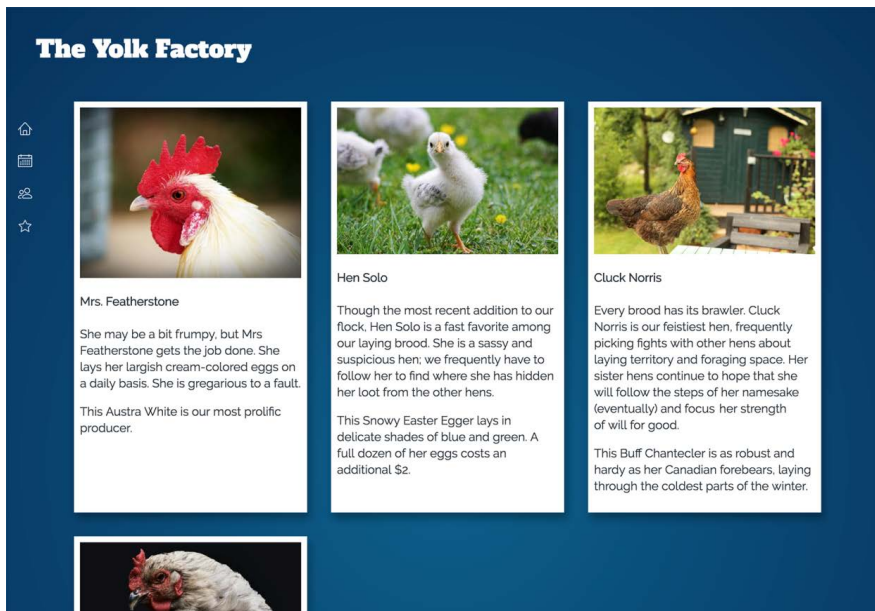 The Yolk Factory
Mrs. Featherstone
She may be a bit frumpy, but Mrs
Featherstone gets the job done. She
lays her largish cream-colored eggs on
a daily basis. She is gregarious to a fault.
This Austra White is our most prolific
producer.
Hen Solo
Though the most recent addition to our
flock, Hen Solo is a fast favorite among
our laying brood. She is a sassy and
suspicious hen; we frequently have to
follow her to find where she has hidden
her loot from the other hens.
This Snowy Easter Egger lays in
delicate shades of blue and green. A
full dozen of her eggs costs an
additional $2.
Cluck Norris
Every brood has its brawler. Cluck
Norris is our feistiest hen, frequently
picking fights with other hens about
laying territory and foraging space. Her
sister hens continue to hope that she
will follow the steps of her namesake
(eventually) and focus her strength
of will for good.
This Buff Chantecler is as robust and
hardy as her Canadian forebears, laying
through the coldest parts of the winter.